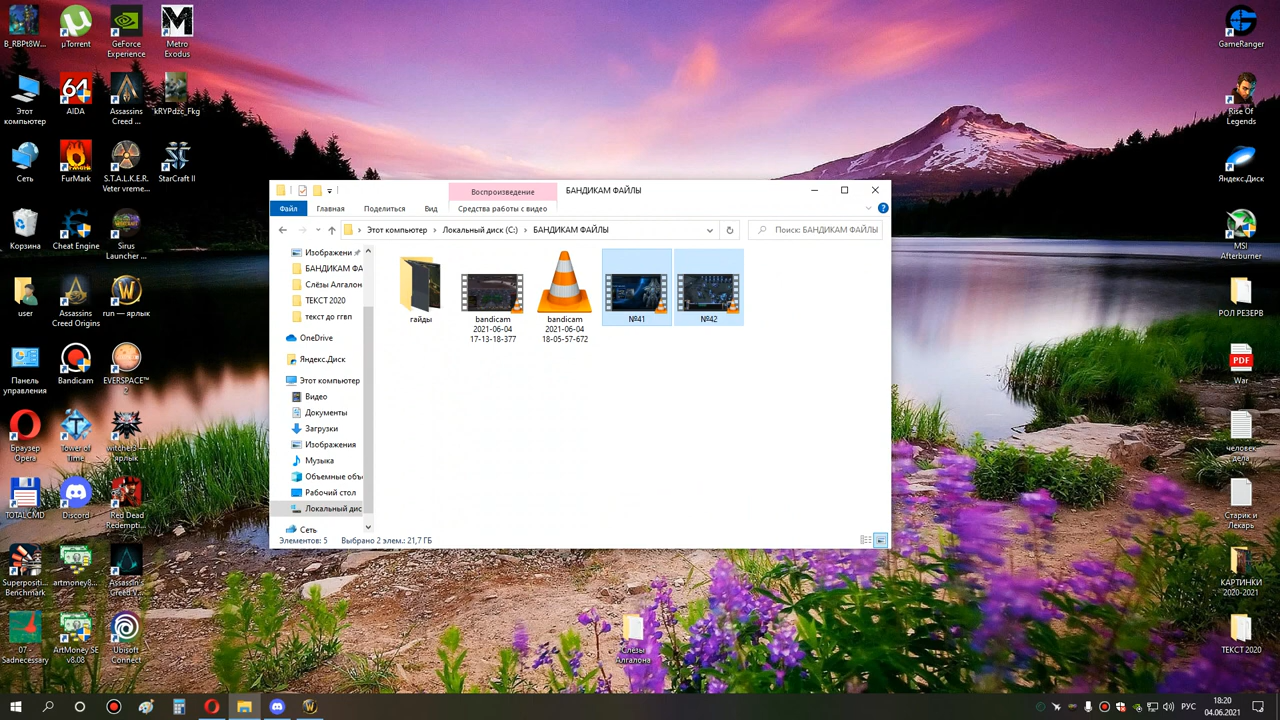 B_RBPt8W...
µTorrent
GeForce
Experience
Metro
Exodus
Этот
компьютер
AIDA
Assassins
Creed ...
kRYPdzc_Fkg
Сеть
FurMark
S.T.A.L.K.E.R.
Veter vreme...
StarCraft II
Корзина
Cheat Engine
Sirus
Launcher ...
user
Assassins
Creed Origins
run — ярлык
Панель
управления
Bandicam
EVERSPACE™
2
Браузер
Opera
Tower of
Time
witcher3 —
ярлык
TOTALCMD
Discord
Red Dead
Redempti...
Superpositi...
Benchmark
artmoney8...
Assassin's
Creed V...
07 -
Sadnecessary
ArtMoney SE
v8.08
Ubisoft
Connect
Воспроизведение
БАНДИКАМ ФАЙЛЫ
Файл
Главная
Поделиться
Вид
Средства работы с видео
Этот компьютер
Локальный диск (C:)
БАНДИКАМ ФАЙЛЫ
Поиск: БАНДИКАМ ФАЙЛЫ
Изображени
БАНДИКАМ ФА
Слёзы Алгалон
ТЕКСТ 2020
текст до ггвп
OneDrive
Яндекс.Диск
Этот компьютер
Видео
Документы
Загрузки
Изображения
Музыка
Объемные объ
Рабочий стол
Локальный дис
Сеть
гайды
bandicam
2021-06-04
17-13-18-377
bandicam
2021-06-04
18-05-57-672
№41
№42
Элементов: 5
Выбрано 2 элем.: 21,7 ГБ
Слёзы
Алгалона
GameRanger
Rise Of
Legends
Яндекс.Диск
MSI
Afterburner
РОЛ РЕЗЕРВ
PDF
War
человек
дела
Старик и
Лекарь
КАРТИНКИ
2020-2021
ТЕКСТ 2020
РУС
18:20
04.06.2021